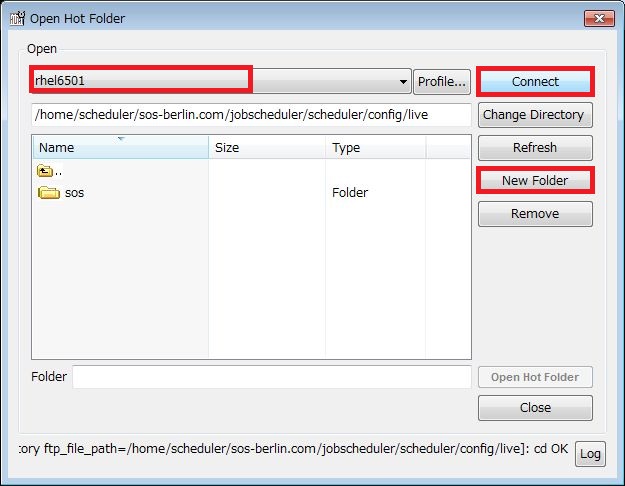 Open Hot Folder
Open
rhel6501
Profile...
Connect
/home/scheduler/sos-berlin.com/jobscheduler/scheduler/config/live
Change Directory
Name Size Type
Refresh
..
New Folder
sos Folder
Remove
Folder
Open Hot Folder
Close
tory ftp_file_path=/home/scheduler/sos-berlin.com/jobscheduler/scheduler/config/live]: cd OK
Log